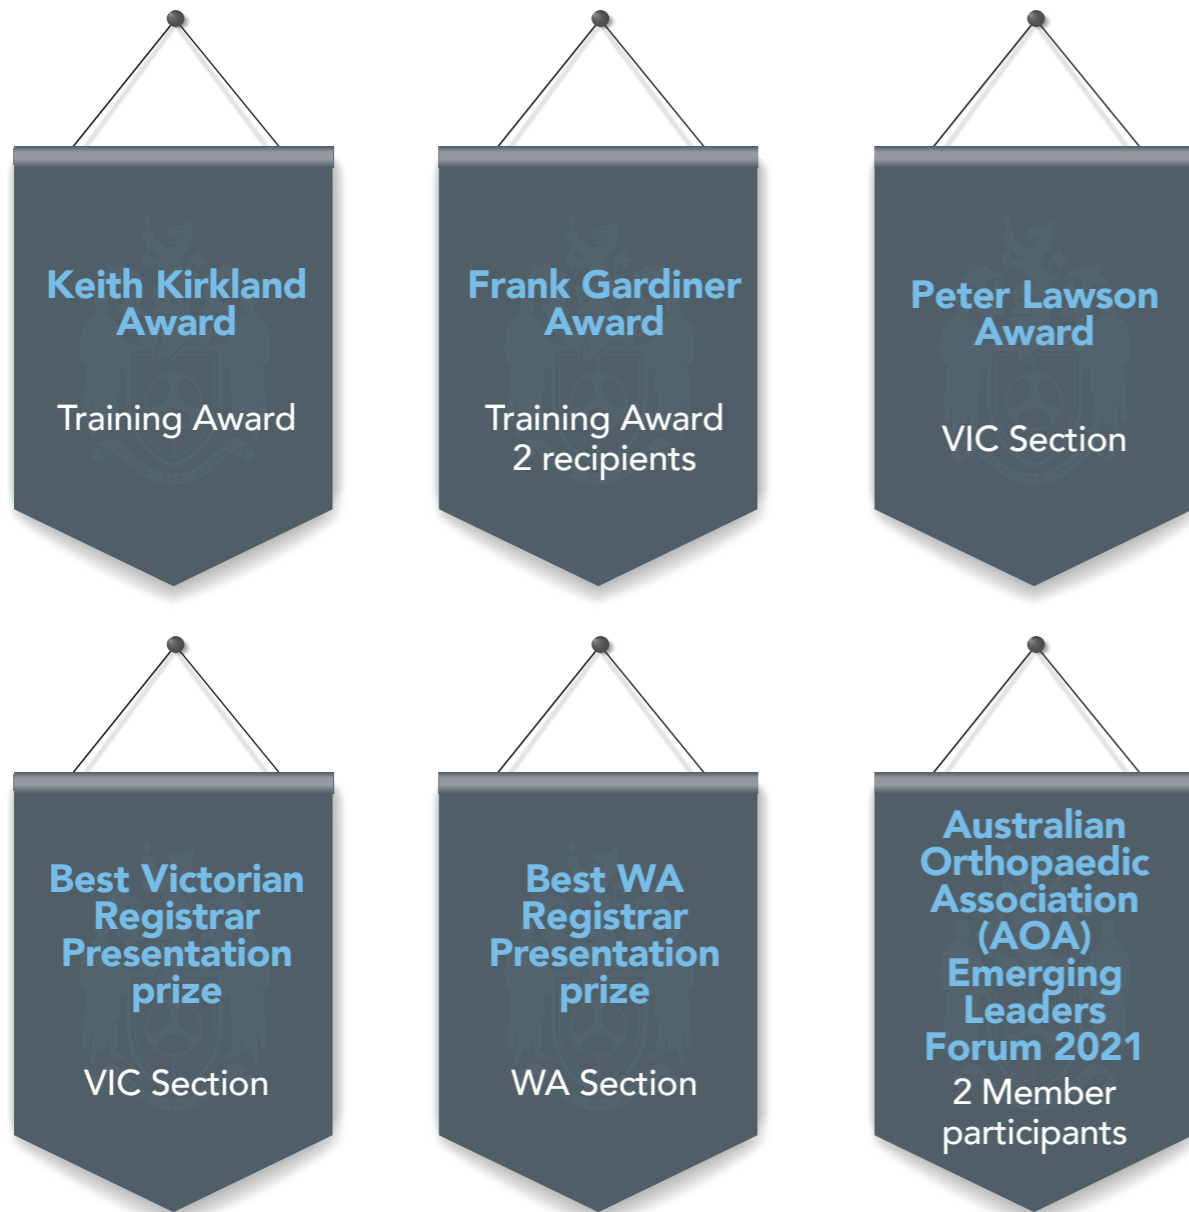 Keith Kirkland
Award
Training Award
Frank Gardiner
Award
Training Award
2 recipients
Peter Lawson
Award
VIC Section
Best Victorian
Registrar
Presentation
prize
VIC Section
Best WA
Registrar
Presentation
prize
WA Section
Australian
Orthopaedic
Association
(AOA)
Emerging
Leaders
Forum 2021
2 Member
participants